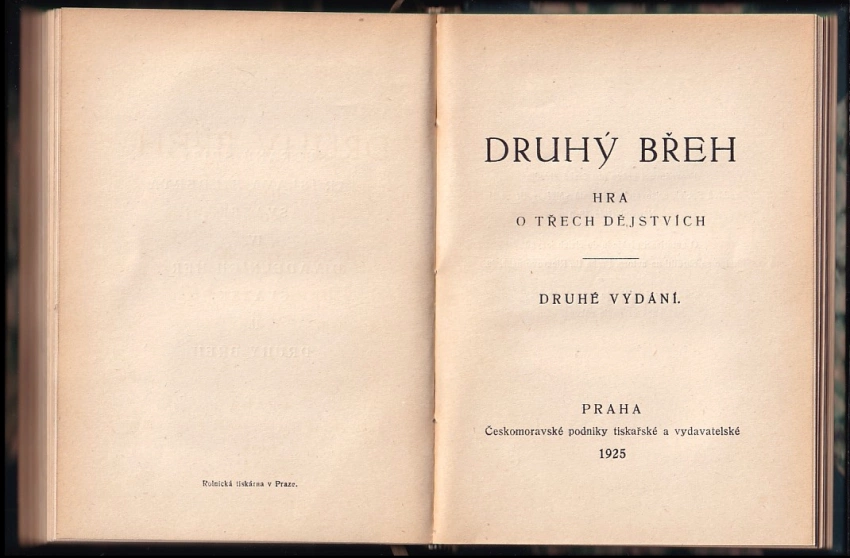 Rolnická tiskárna v Praze.
DRUHÝ BŘEH
HRA
O TŘECH DĚJSTVÍCH
DRUHÉ VYDÁNÍ.
PRAHA
Českomoravské podniky tiskařské a vydavatelské
1925